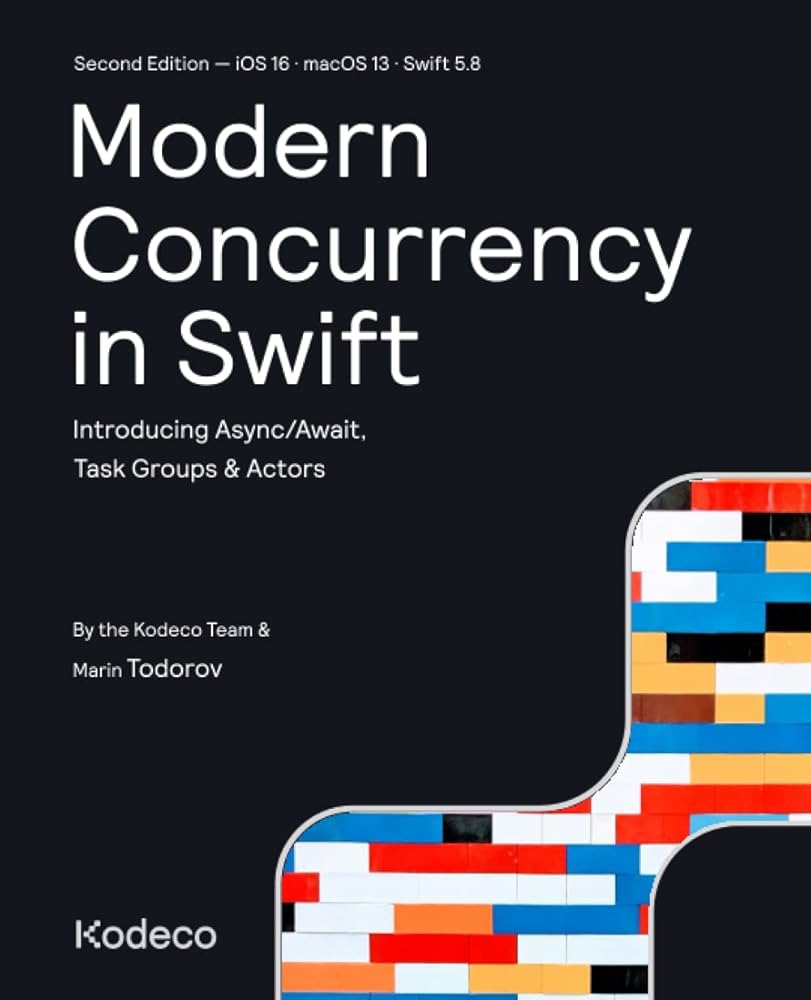 Second Edition — iOS 16 · macOS 13 · Swift 5.8
Modern
Concurrency
in Swift
Introducing Async/Await,
Task Groups & Actors
By the Kodeco Team &
Marin Todorov
Kodeco